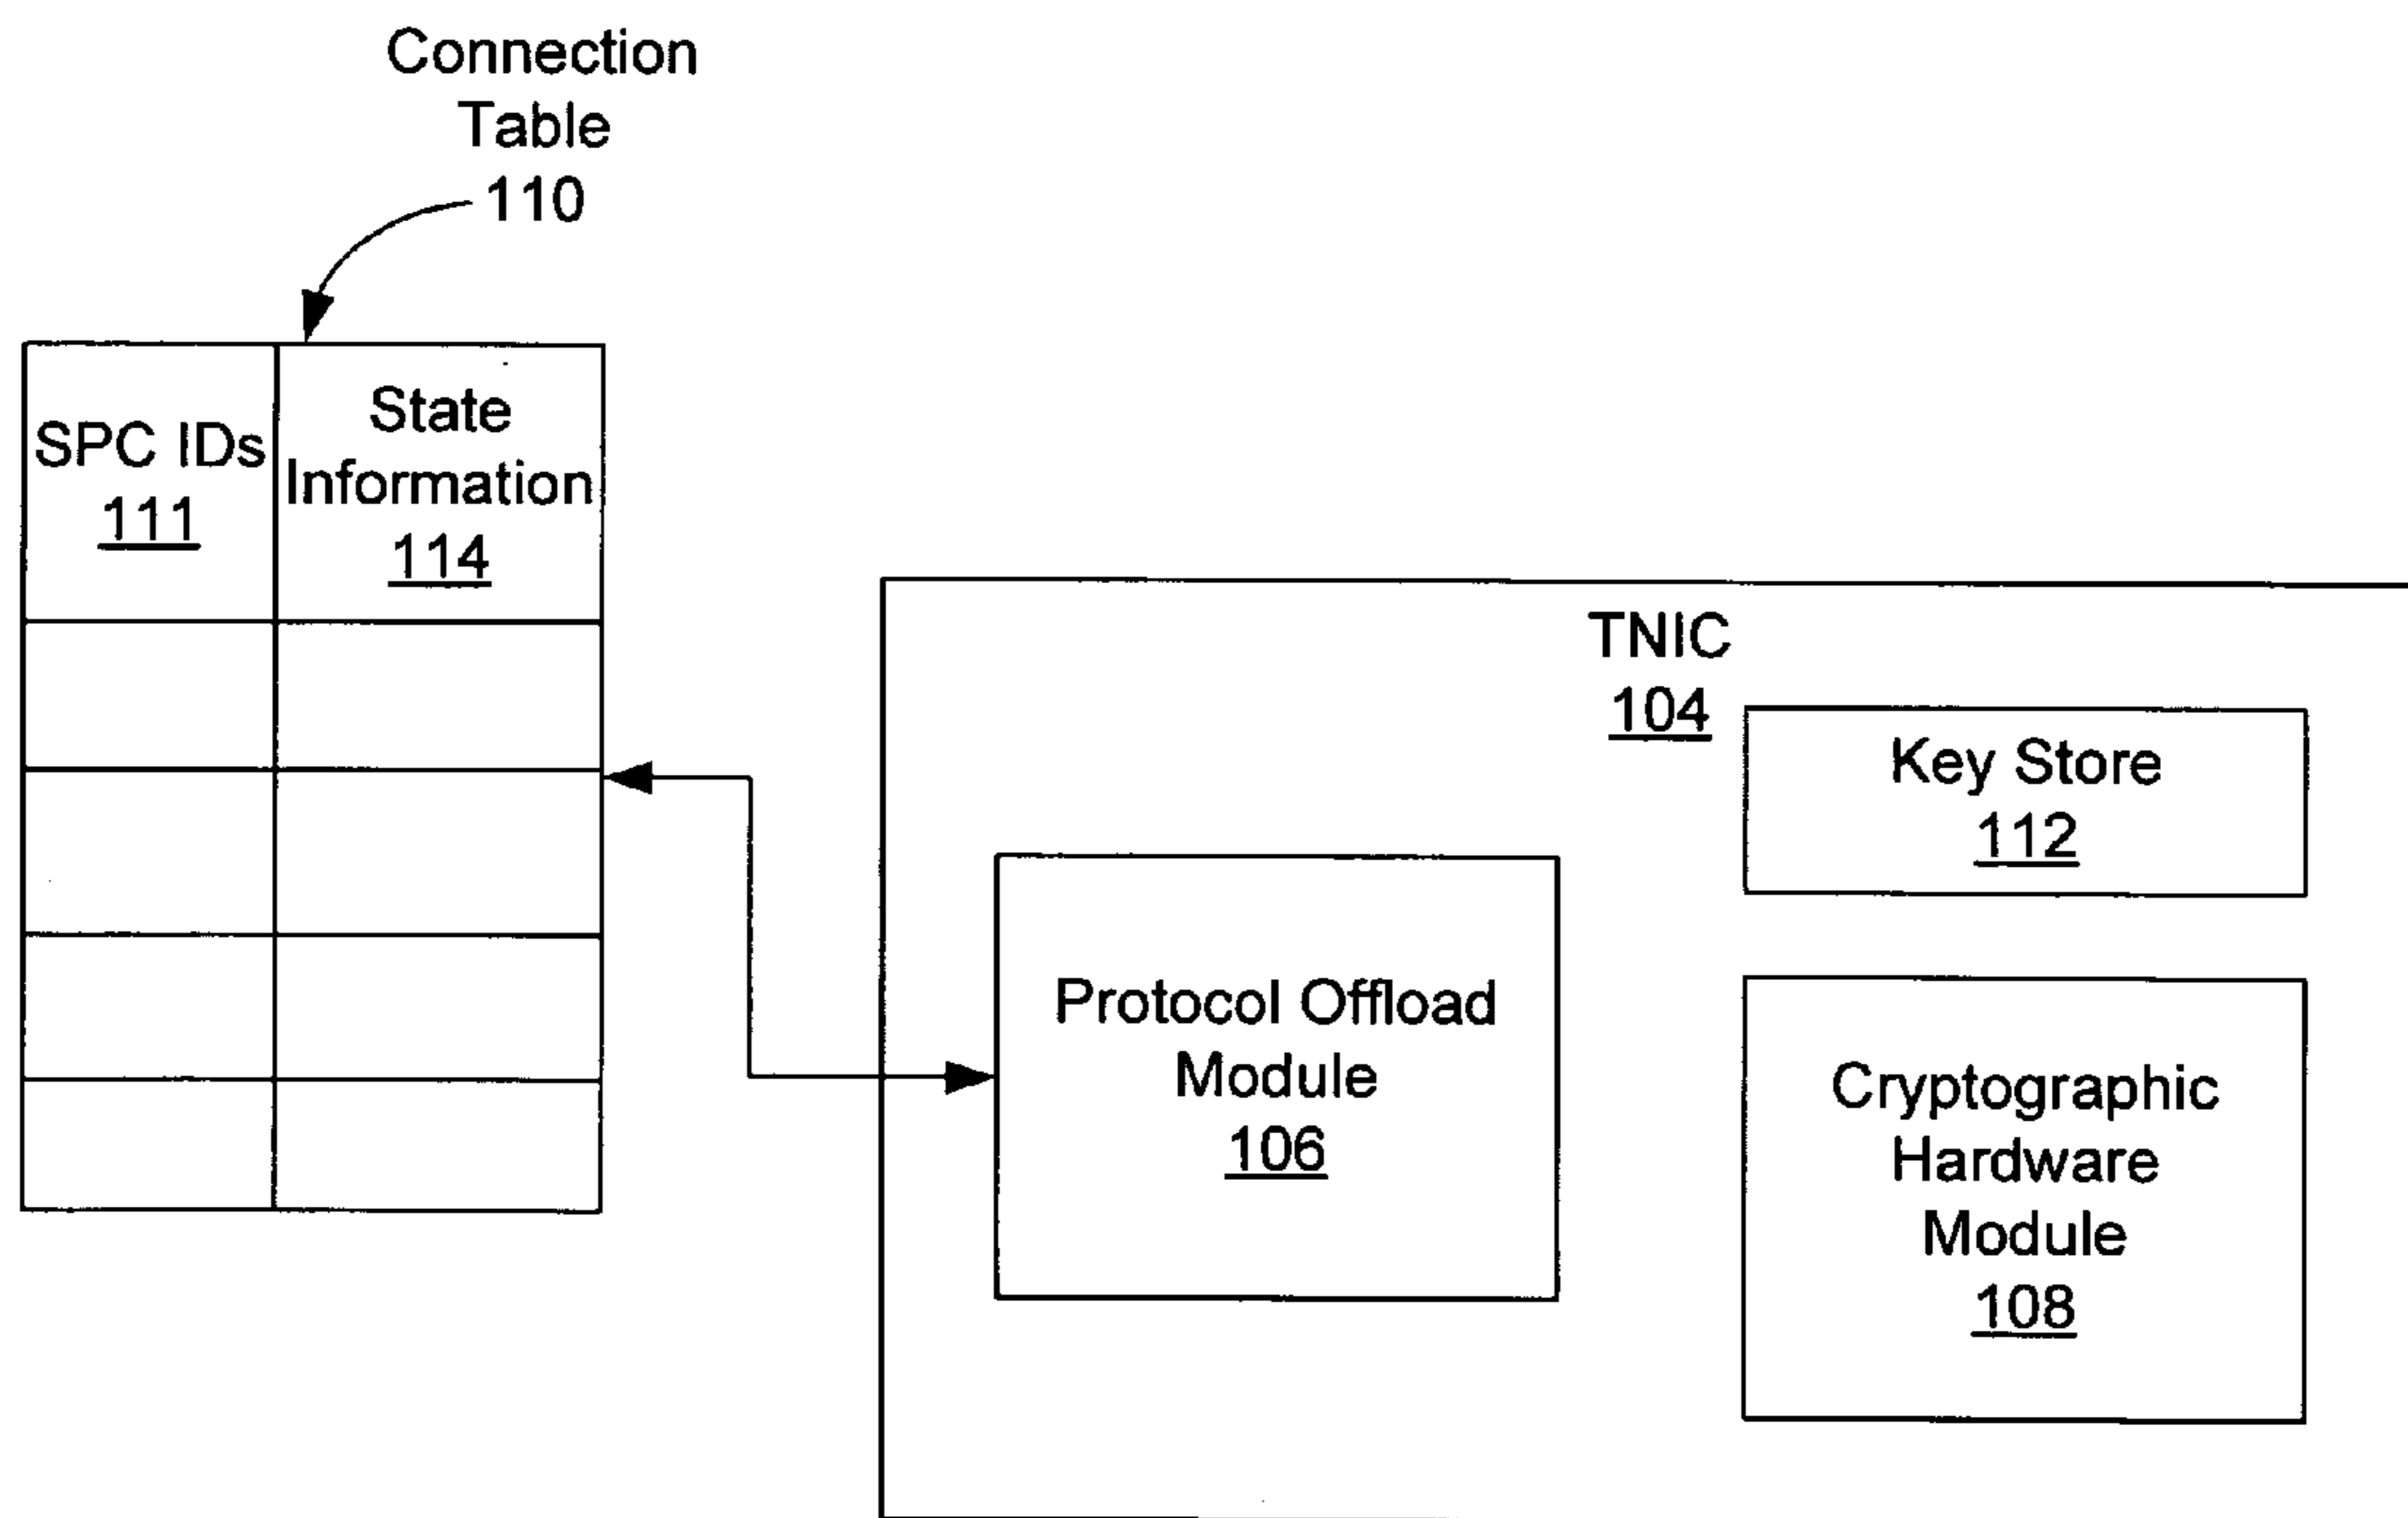 Connection
Table
110
SPC IDs
111
State
Information
114
TNIC
104
Key Store
112
Protocol Offload
Module
106
Cryptographic
Hardware
Module
108